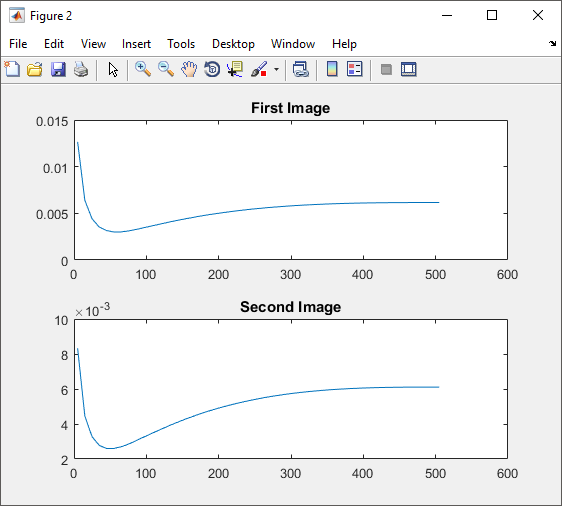 Figure 2
File Edit View Insert Tools Desktop Window Help
First Image
0.015
0.01
0.005
0
0 100 200 300 400 500 600
Second Image
×10-3
10
8
6
4
2
0 100 200 300 400 500 600